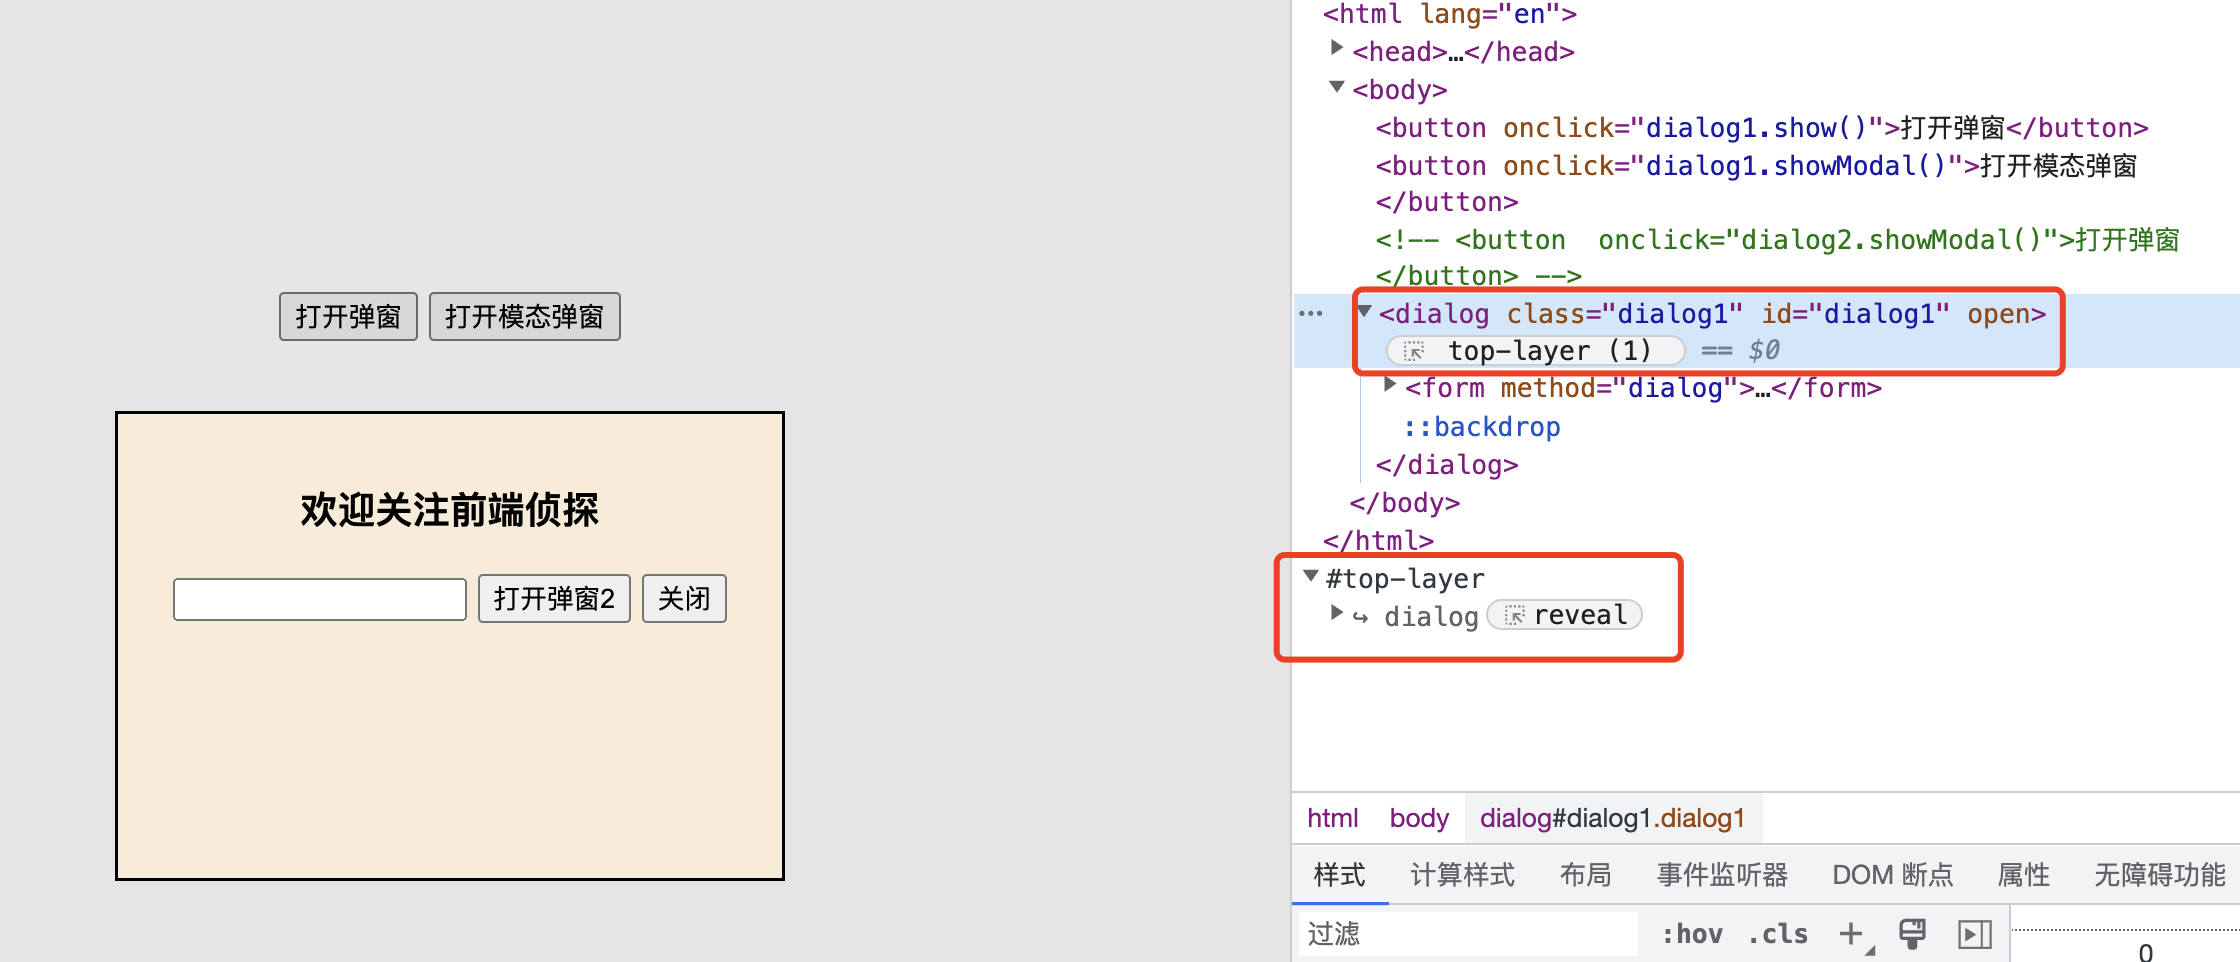 打开弹窗 打开模态弹窗
欢迎关注前端侦探
打开弹窗2 关闭
<html lang="en">
<head>…</head>
<body>
<button onclick="dialog1.show()">打开弹窗</button>
<button onclick="dialog1.showModal()">打开模态弹窗
</button>
<!-- <button  onclick="dialog2.showModal()">打开弹窗
</button> -->
… <dialog class="dialog1" id="dialog1" open>
top-layer (1) == $0
<form method="dialog">…</form>
::backdrop
</dialog>
</body>
</html>
#top-layer
↪ dialog reveal
html body dialog#dialog1.dialog1
样式 计算样式 布局 事件监听器 DOM 断点 属性 无障碍功能
过滤 :hov .cls +
0